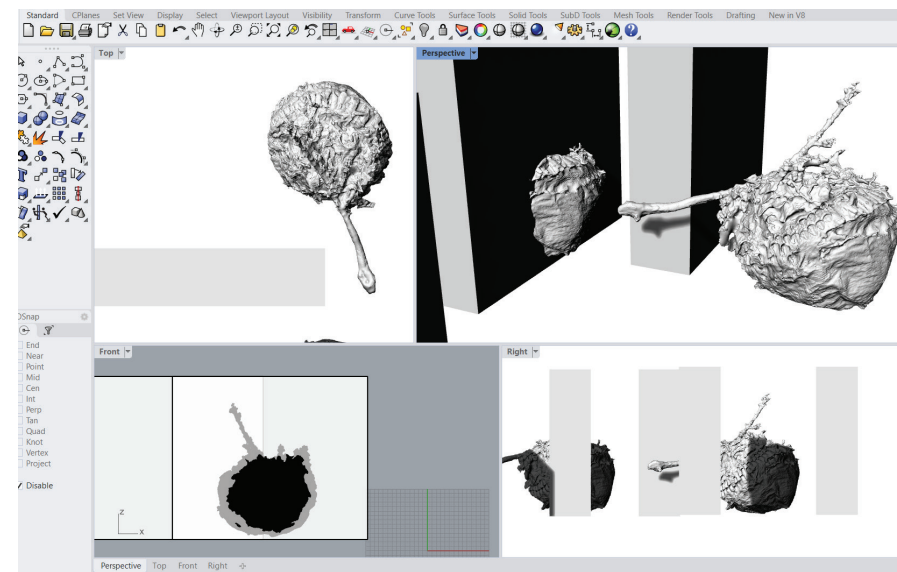 Standard CPlanes Set View Display Select Viewport Layout Visibility Transform Curve Tools Surface Tools Solid Tools SubD Tools Mesh Tools Render Tools Drafting New in V8
Top
Perspective
OSnap
End
Near
Point
Mid
Cen
Int
Perp
Tan
Quad
Knot
Vertex
Project
Disable
Front
z
x
Right
Perspective Top Front Right